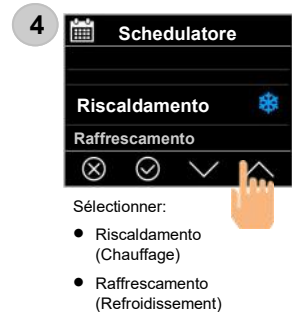 4
Schedulatore
Riscaldamento
Raffrescamento
Sélectionner:
● Riscaldamento
(Chauffage)
● Raffrescamento
(Refroidissement)